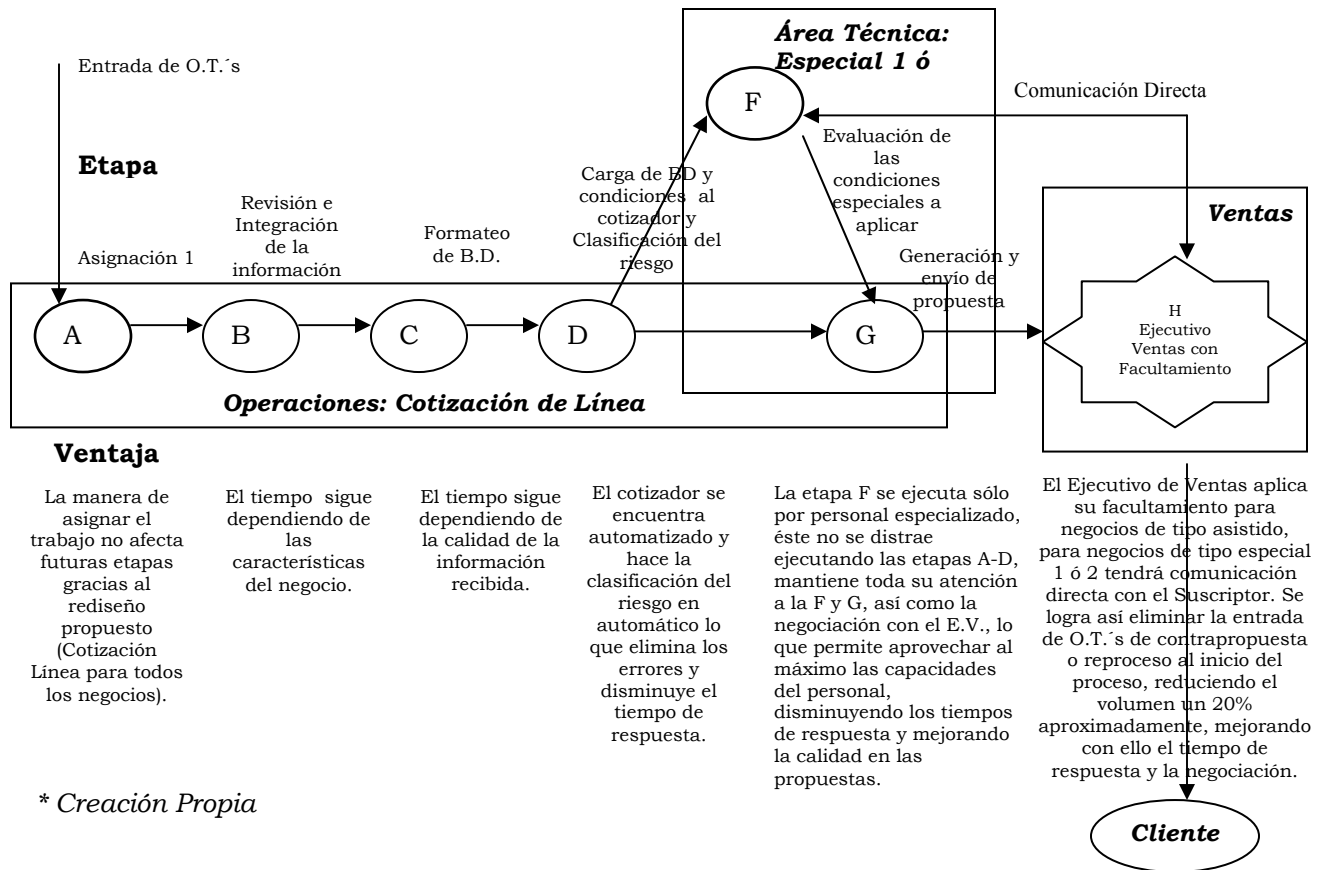 Área Técnica:
Especial 1 ó
Entrada de O.T.´s
F
Comunicación Directa
Etapa
Asignación 1
Revisión e
Integración
de la
información
Formateo
de B.D.
Carga de BD y
condiciones al
cotizador y
Clasificación del
riesgo
Evaluación de
las
condiciones
especiales a
aplicar
Generación y
envío de
propuesta
Ventas
A
B
C
D
G
H
Ejecutivo
Ventas con
Facultamiento
Operaciones: Cotización de Línea
Ventaja
La manera de
asignar el
trabajo no afecta
futuras etapas
gracias al
rediseño
propuesto
(Cotización
Línea para todos
los negocios).
El tiempo sigue
dependiendo de
las
características
del negocio.
El tiempo sigue
dependiendo de
la calidad de la
información
recibida.
El cotizador se
encuentra
automatizado y
hace la
clasificación del
riesgo en
automático lo
que elimina los
errores y
disminuye el
tiempo de
respuesta.
La etapa F se ejecuta sólo
por personal especializado,
éste no se distrae
ejecutando las etapas A-D,
mantiene toda su atención
a la F y G, así como la
negociación con el E.V., lo
que permite aprovechar al
máximo las capacidades
del personal,
disminuyendo los tiempos
de respuesta y mejorando
la calidad en las
propuestas.
El Ejecutivo de Ventas aplica
su facultamiento para
negocios de tipo asistido,
para negocios de tipo especial
1 ó 2 tendrá comunicación
directa con el Suscriptor. Se
logra así eliminar la entrada
de O.T.´s de contrapropuesta
o reproceso al inicio del
proceso, reduciendo el
volumen un 20%
aproximadamente, mejorando
con ello el tiempo de
respuesta y la negociación.
* Creación Propia
Cliente